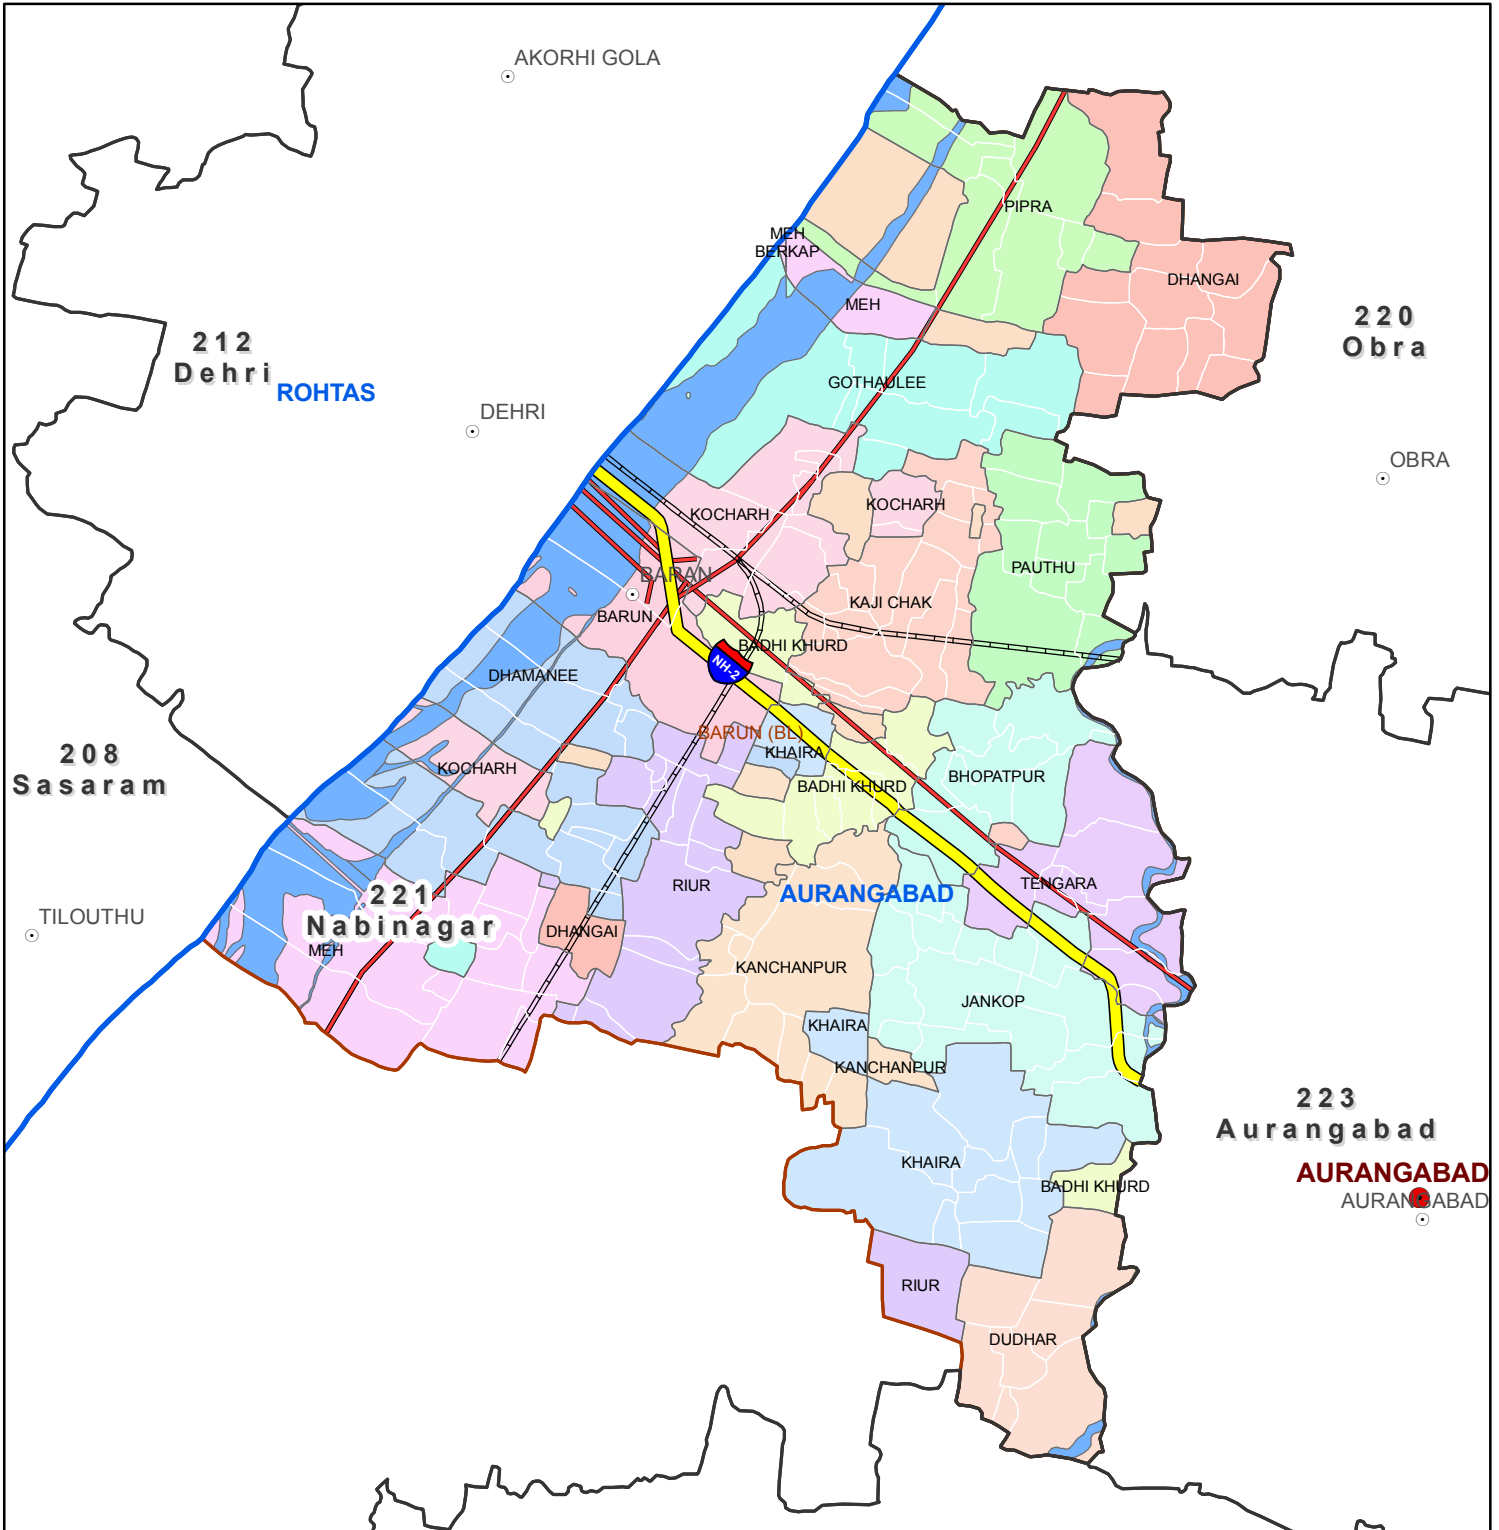 AKORHI GOLA
PIPRA
MEH
BERKAP
DHANGAI
MEH
220
Obra
212
Dehri
ROHTAS
GOTHAULEE
DEHRI
OBRA
KOCHARH
KOCHARH
PAUTHU
BARAN
KAJI CHAK
BARUN
BADHI KHURD
NH-2
DHAMANEE
BARUN (BL)
KHAIRA
208
Sasaram
KOCHARH
BHOPATPUR
BADHI KHURD
RIUR
TENGARA
AURANGABAD
221
Nabinagar
TILOUTHU
DHANGAI
MEH
KANCHANPUR
JANKOP
KHAIRA
KANCHANPUR
223
Aurangabad
KHAIRA
AURANGABAD
BADHI KHURD
AURANGABAD
RIUR
DUDHAR